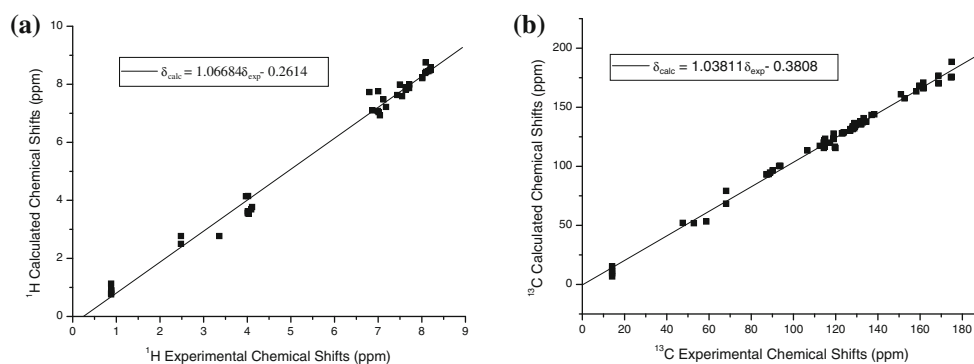 (a)
δcalc = 1.06684δexp- 0.2614
¹H Calculated Chemical Shifts (ppm)
10
8
6
4
2
0
0 1 2 3 4 5 6 7 8 9
¹H Experimental Chemical Shifts (ppm)
(b)
δcalc = 1.03811δexp- 0.3808
¹³C Calculated Chemical Shifts (ppm)
200
150
100
50
0
0 20 40 60 80 100 120 140 160 180
¹³C Experimental Chemical Shifts (ppm)